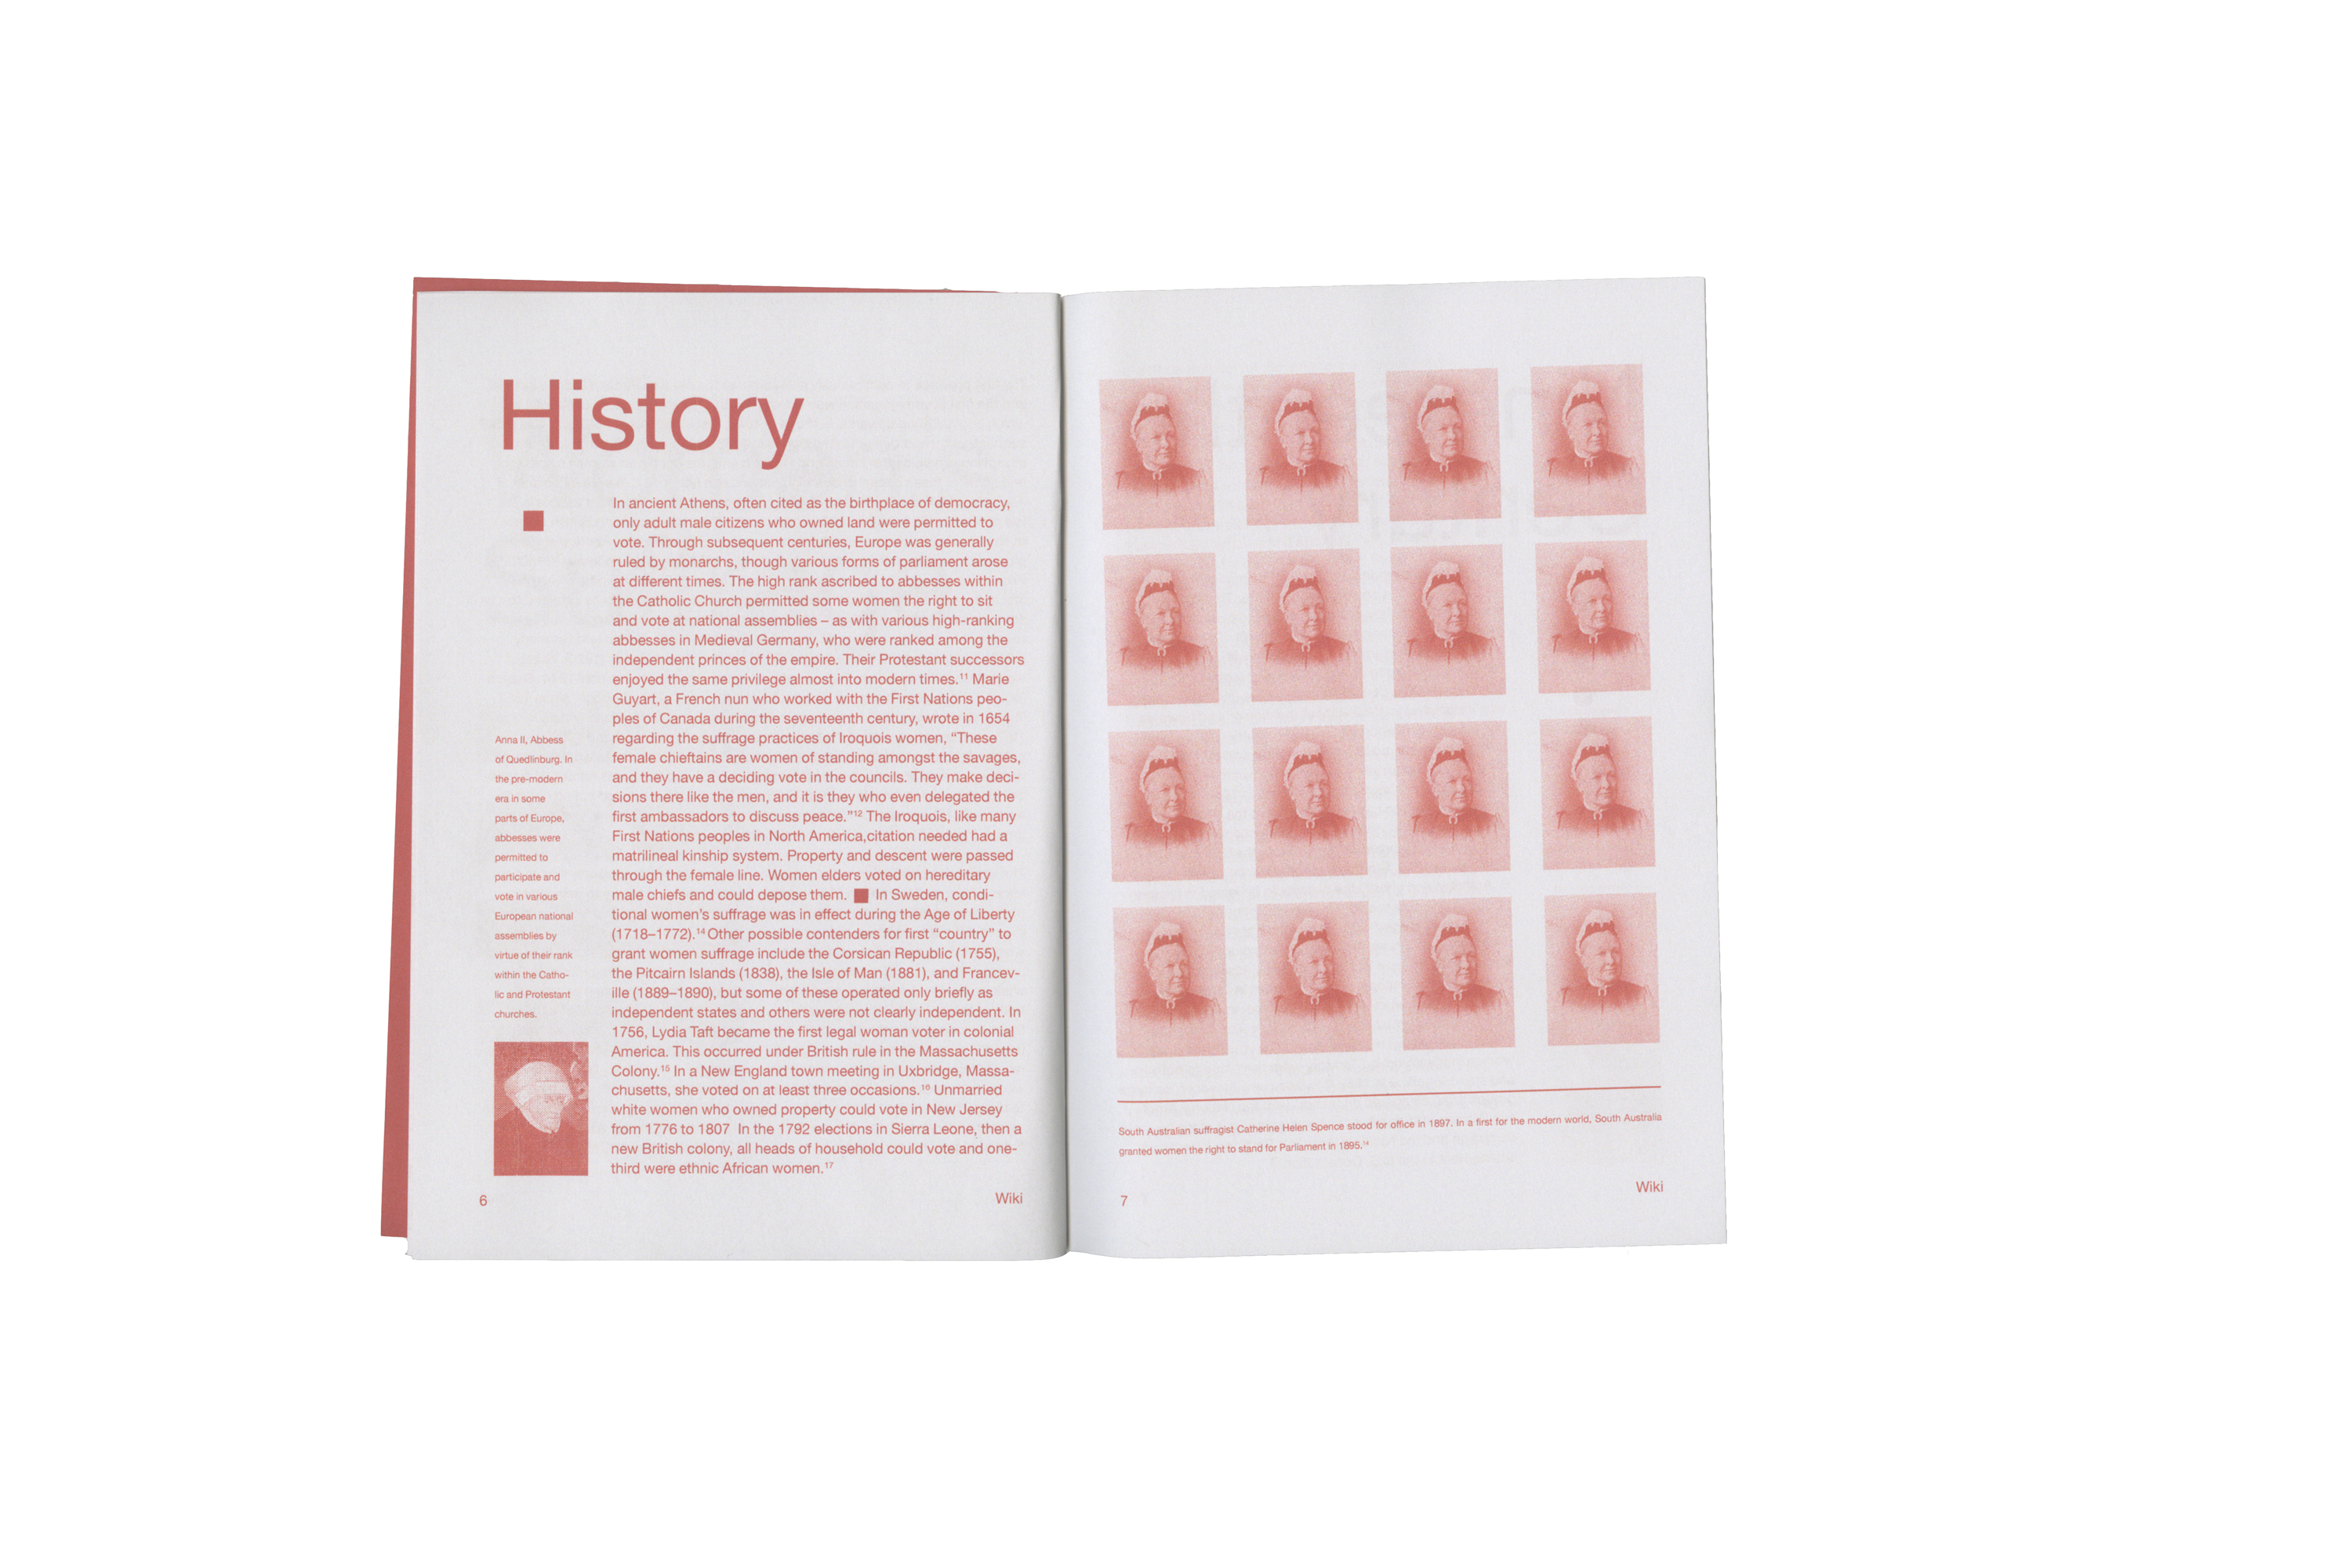 History
In ancient Athens, often cited as the birthplace of democracy,
only adult male citizens who owned land were permitted to
vote. Through subsequent centuries, Europe was generally
ruled by monarchs, though various forms of parliament arose
at different times. The high rank ascribed to abbesses within
the Catholic Church permitted some women the right to sit
and vote at national assemblies – as with various high-ranking
abbesses in Medieval Germany, who were ranked among the
independent princes of the empire. Their Protestant successors
enjoyed the same privilege almost into modern times.¹¹ Marie
Guyart, a French nun who worked with the First Nations peo-
ples of Canada during the seventeenth century, wrote in 1654
regarding the suffrage practices of Iroquois women, “These
female chieftains are women of standing amongst the savages,
and they have a deciding vote in the councils. They make deci-
sions there like the men, and it is they who even delegated the
first ambassadors to discuss peace.”¹² The Iroquois, like many
First Nations peoples in North America,citation needed had a
matrilineal kinship system. Property and descent were passed
through the female line. Women elders voted on hereditary
male chiefs and could depose them. ■ In Sweden, condi-
tional women’s suffrage was in effect during the Age of Liberty
(1718–1772).¹⁴ Other possible contenders for first “country” to
grant women suffrage include the Corsican Republic (1755),
the Pitcairn Islands (1838), the Isle of Man (1881), and Francev-
ille (1889–1890), but some of these operated only briefly as
independent states and others were not clearly independent. In
1756, Lydia Taft became the first legal woman voter in colonial
America. This occurred under British rule in the Massachusetts
Colony.¹⁵ In a New England town meeting in Uxbridge, Massa-
chusetts, she voted on at least three occasions.¹⁶ Unmarried
white women who owned property could vote in New Jersey
from 1776 to 1807 In the 1792 elections in Sierra Leone, then a
new British colony, all heads of household could vote and one-
third were ethnic African women.¹⁷
Anna II, Abbess
of Quedlinburg. In
the pre-modern
era in some
parts of Europe,
abbesses were
permitted to
participate and
vote in various
European national
assemblies by
virtue of their rank
within the Catho-
lic and Protestant
churches.
6
Wiki
South Australian suffragist Catherine Helen Spence stood for office in 1897. In a first for the modern world, South Australia
granted women the right to stand for Parliament in 1895.¹⁴
7
Wiki